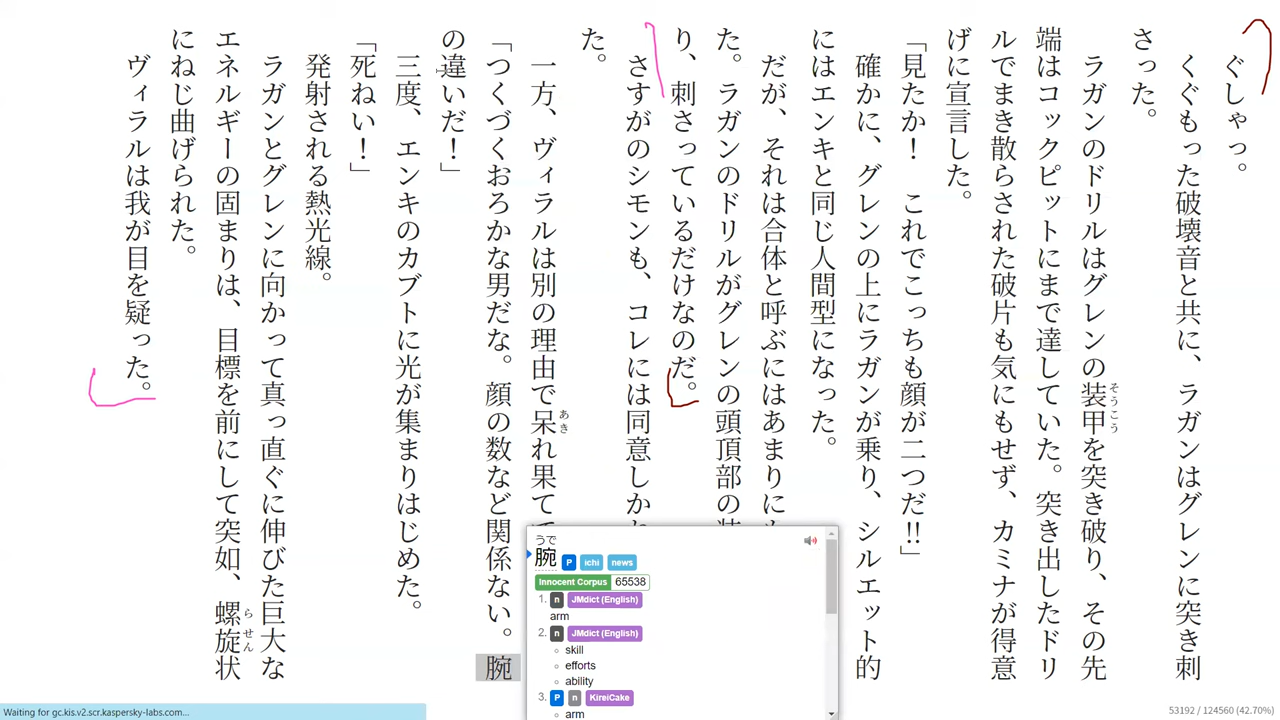 ぐしゃっ。
くぐもった破壊音と共に、ラガンはグレンに突き刺
さった。
ラガンのドリルはグレンの装甲を突き破り、その先
そうこう
端はコックピットにまで達していた。突き出したドリ
ルでまき散らされた破片も気にもせず、カミナが得意
げに宣言した。
「見たか！　これでこっちも顔が二つだ!!」
確かに、グレンの上にラガンが乗り、シルエット的
にはエンキと同じ人間型になった。
だが、それは合体と呼ぶにはあまりに
た。ラガンのドリルがグレンの頭頂部の装
り、刺さっているだけなのだ。
さすがのシモンも、コレには同意しか
た。
一方、ヴィラルは別の理由で呆れ果てて
あき
「つくづくおろかな男だな。顔の数など関係ない。腕
の違いだ！」
三度、エンキのカブトに光が集まりはじめた。
「死ねい！」
発射される熱光線。
ラガンとグレンに向かって真っ直ぐに伸びた巨大な
エネルギーの固まりは、目標を前にして突如、螺旋状
らせん
にねじ曲げられた。
ヴィラルは我が目を疑った。
うで
腕 P ichi news
Innocent Corpus 65538
1. n JMdict (English)
arm
2. n JMdict (English)
skill
efforts
ability
3. P n KireiCake
arm
Waiting for gc.kis.v2.scr.kaspersky-labs.com...
53192 / 124560 (42.70%)